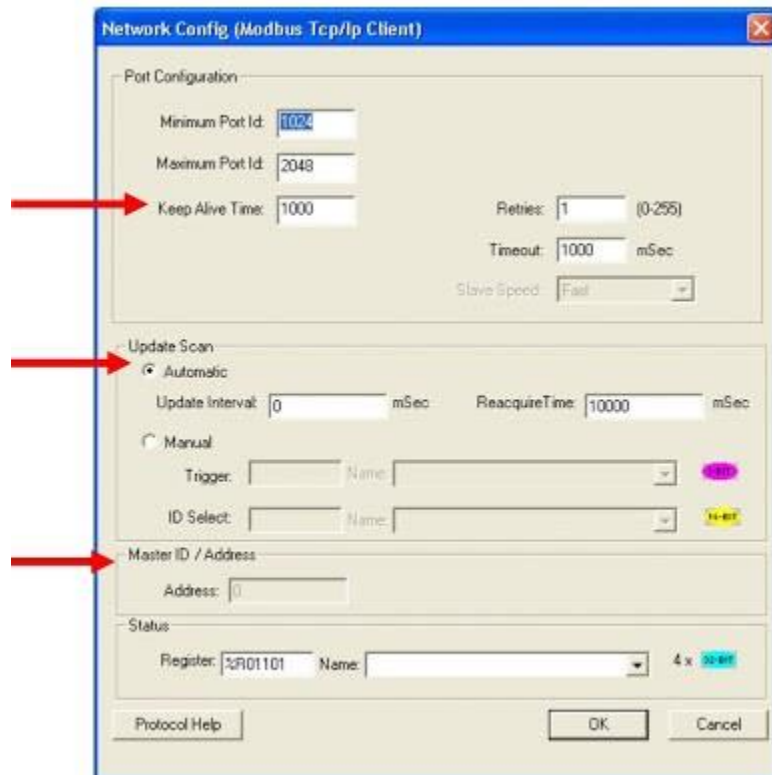 Network Config (Modbus Tcp/Ip Client)
Port Configuration
Minimum Port Id: 1024
Maximum Port Id: 2048
Keep Alive Time: 1000 Retries: 1 (0-255)
Timeout: 1000 mSec
Slave Speed: Fast
Update Scan
Automatic
Update Interval: 0 mSec ReacquireTime: 10000 mSec
Manual
Trigger: Name: 1-BIT
ID Select: Name: 16-BIT
Master ID / Address
Address: 0
Status
Register: %R01101 Name: 4 x 32-BIT
Protocol Help OK Cancel